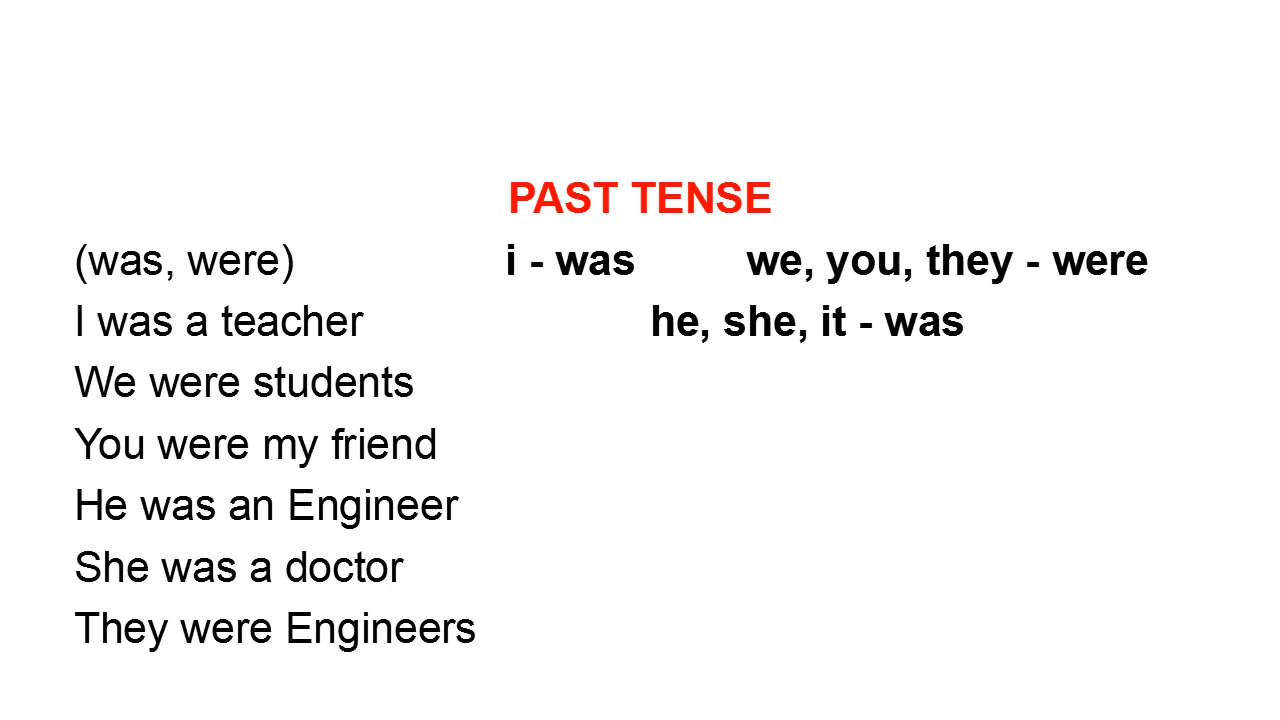 PAST TENSE
(was, were) i - was we, you, they - were
I was a teacher he, she, it - was
We were students
You were my friend
He was an Engineer
She was a doctor
They were Engineers